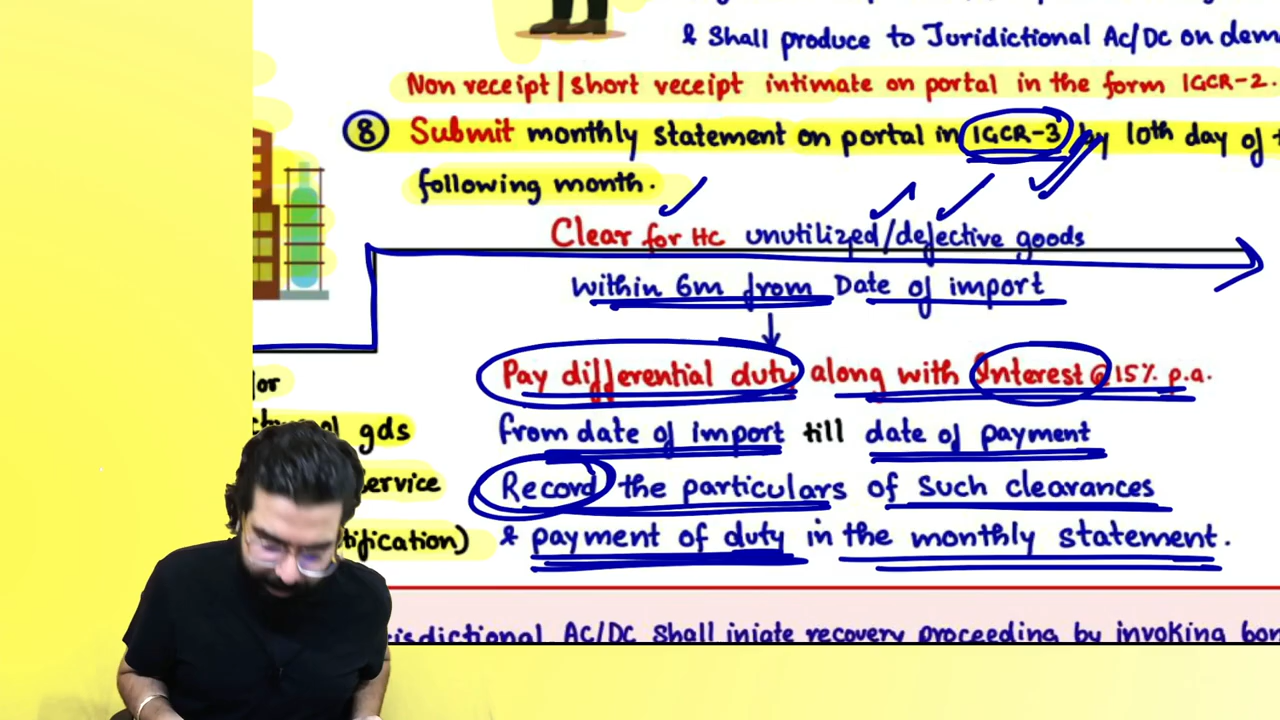 & Shall produce to Juridictional Ac/Dc on dem
Non receipt/short receipt intimate on portal in the form IGCR-2.
⑧ Submit monthly statement on portal in IGCR-3 by 10th day of
following month.
Clear for HC unutilized/defective goods
within 6m from Date of import
Pay differential duty along with Interest @ 15% p.a.
from date of import till date of payment
Record the particulars of such clearances
& payment of duty in the monthly statement.
or
gds
service
tification)
isdictional AC/DC shall iniate recovery proceeding by invoking bon